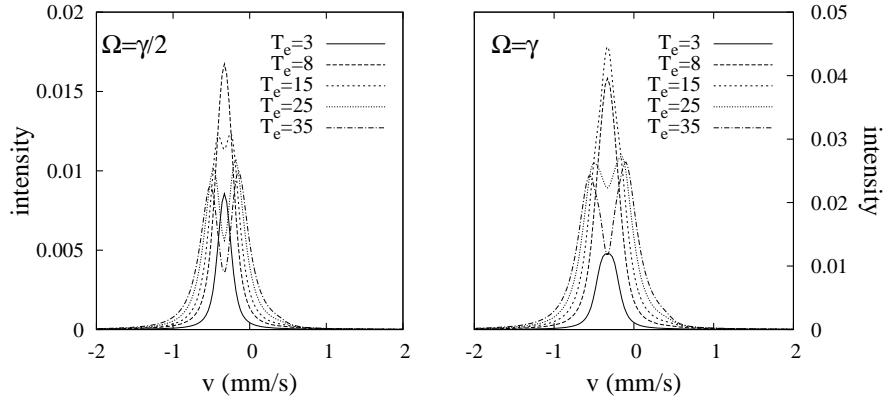 Ω=γ/2
T_e=3
T_e=8
T_e=15
T_e=25
T_e=35
0.02
0.015
0.01
0.005
0
intensity
-2
-1
0
1
2
v (mm/s)
Ω=γ
T_e=3
T_e=8
T_e=15
T_e=25
T_e=35
0.05
0.04
0.03
0.02
0.01
0
intensity
-2
-1
0
1
2
v (mm/s)